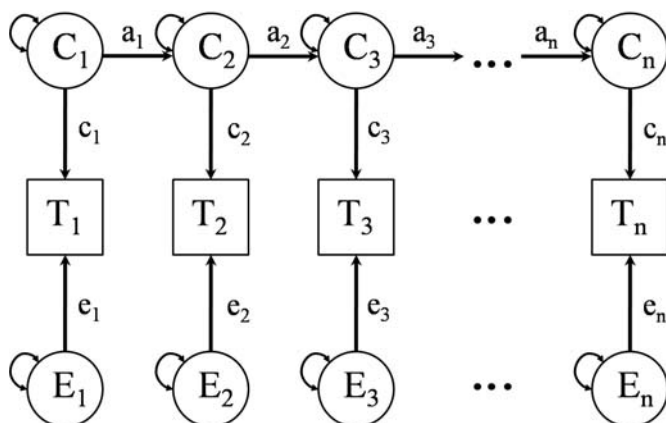 C₁ a₁ C₂ a₂ C₃ a₃ ... aₙ Cₙ
c₁ c₂ c₃ cₙ
T₁ T₂ T₃ ... Tₙ
e₁ e₂ e₃ eₙ
E₁ E₂ E₃ ... Eₙ